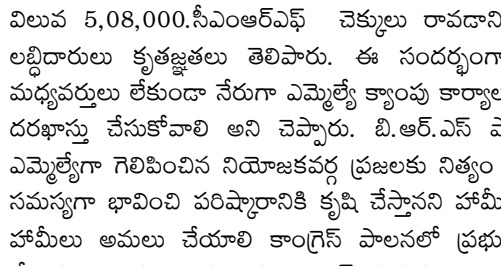 విలువ 5,08,000.సీఎంఆర్ఎఫ్ చెక్కులు రావడాని
లబ్ధిదారులు కృతజ్ఞతలు తెలిపారు. ఈ సందర్భంగా
మధ్యవర్తులు లేకుండా నేరుగా ఎమ్మెల్యే క్యాంపు కార్యాల
దరఖాస్తు చేసుకోవాలి అని చెప్పారు. బి.ఆర్.ఎస్
ఎమ్మెల్యేగా గెలిపించిన నియోజకవర్గ ప్రజలకు నిత్యం
సమస్యగా భావించి పరిష్కారానికి కృషి చేస్తానని హామీ
హామీలు అమలు చేయాలి కాంగ్రెస్ పాలనలో ప్రభు